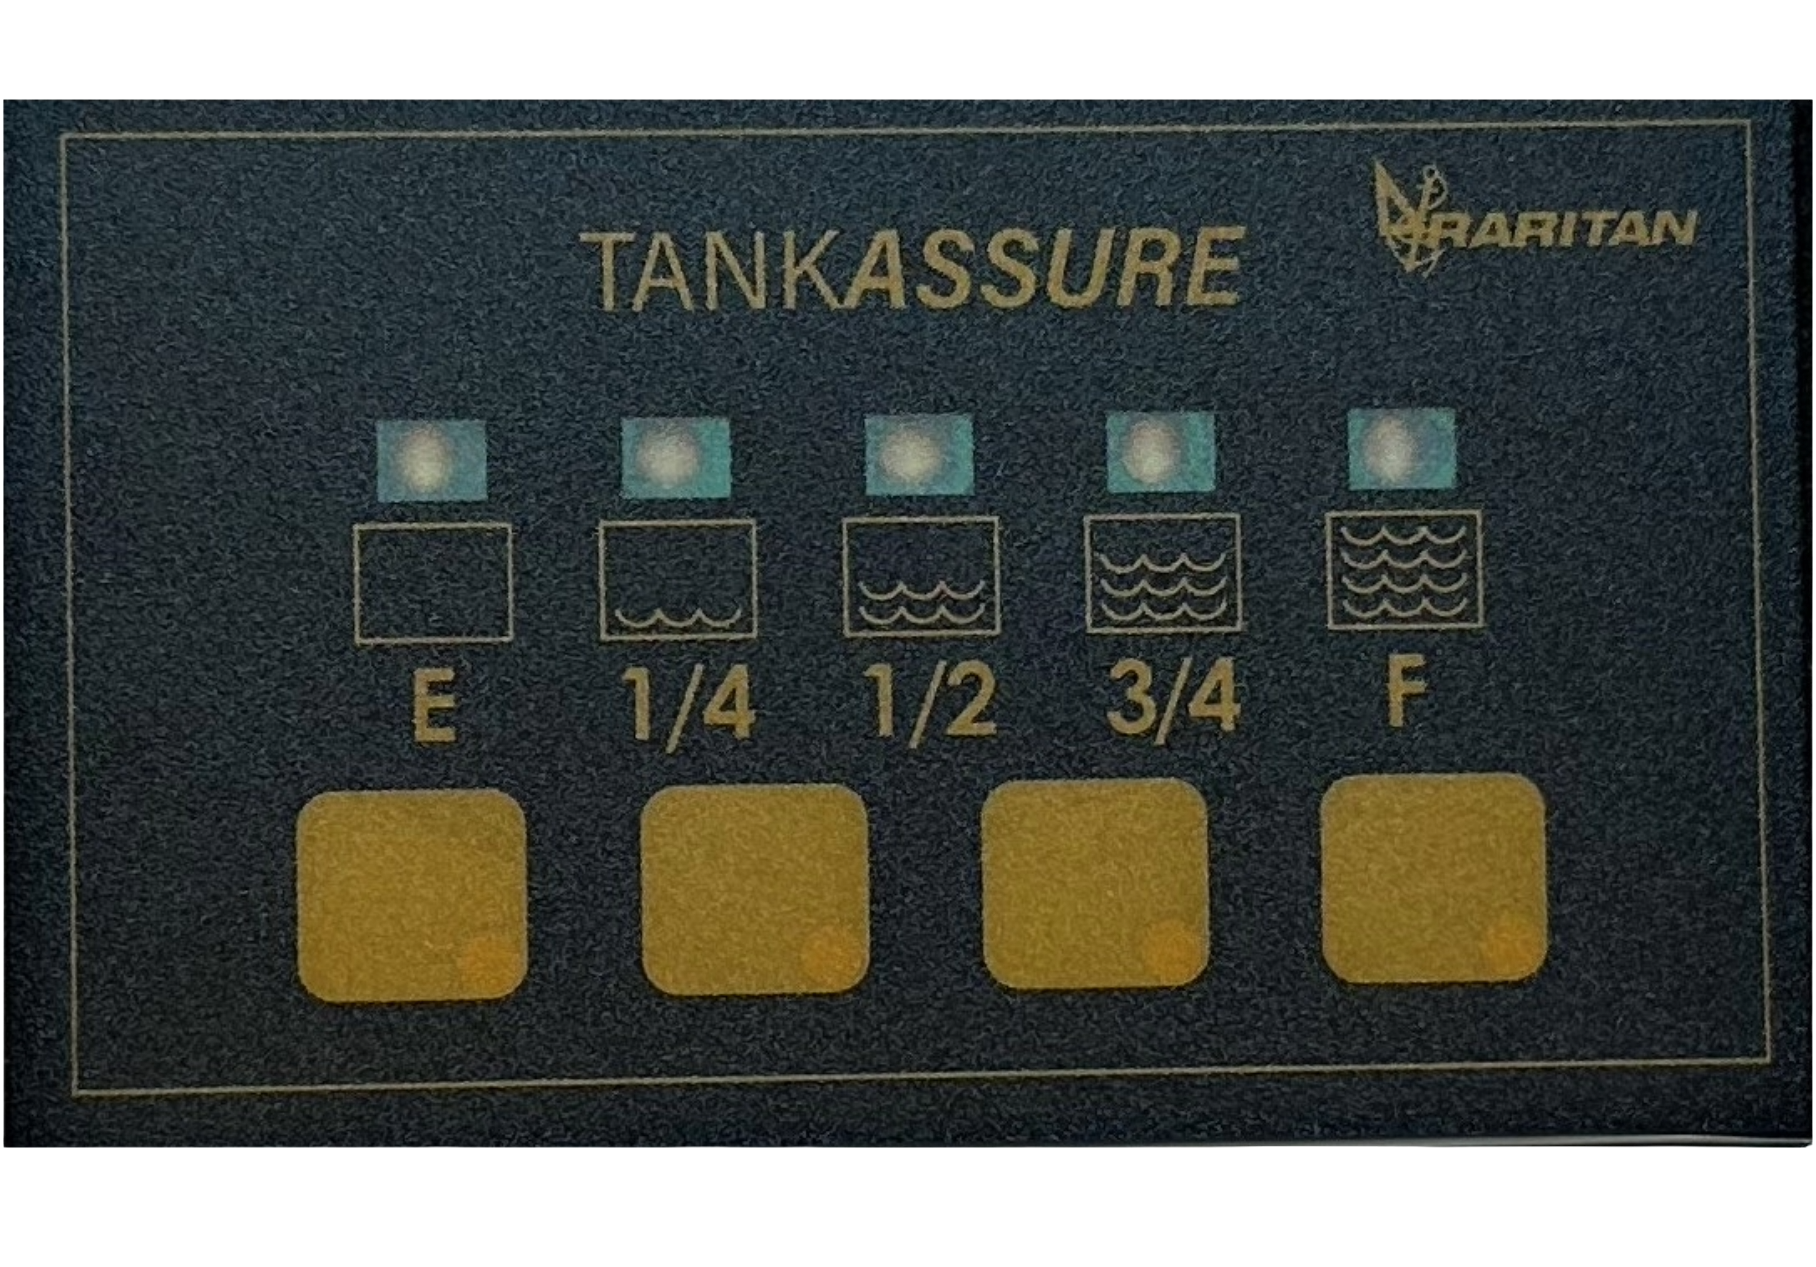 RARITAN
TANKASSURE
E 1/4 1/2 3/4 F